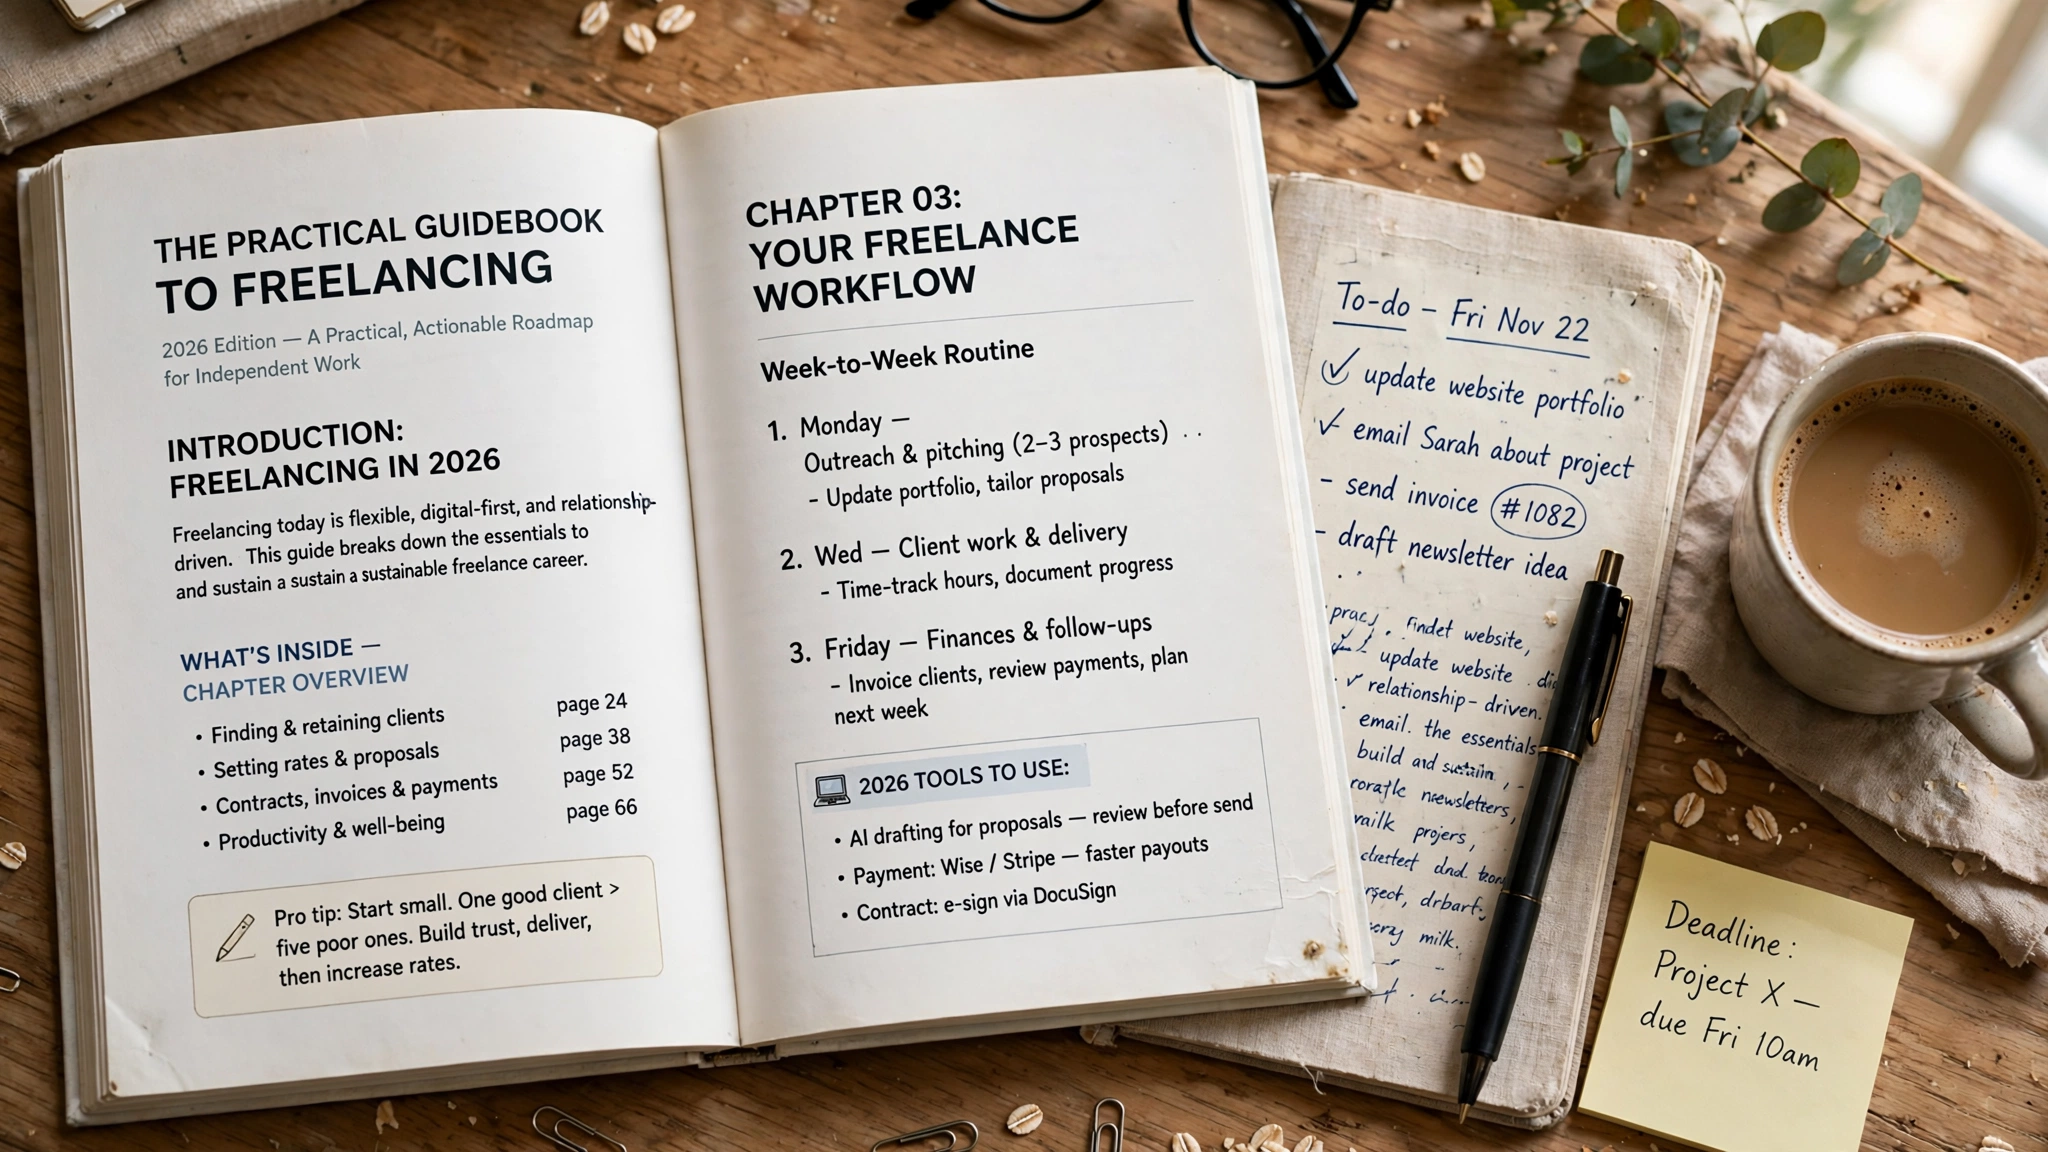 THE PRACTICAL GUIDEBOOK
TO FREELANCING
2026 Edition — A Practical, Actionable Roadmap
for Independent Work
INTRODUCTION:
FREELANCING IN 2026
Freelancing today is flexible, digital-first, and relationship-
driven. This guide breaks down the essentials to
and sustain a sustain a sustainable freelance career.
WHAT'S INSIDE —
CHAPTER OVERVIEW
• Finding & retaining clients page 24
• Setting rates & proposals page 38
• Contracts, invoices & payments page 52
• Productivity & well-being page 66
Pro tip: Start small. One good client >
five poor ones. Build trust, deliver,
then increase rates.
CHAPTER 03:
YOUR FREELANCE
WORKFLOW
Week-to-Week Routine
1. Monday —
Outreach & pitching (2–3 prospects) . .
- Update portfolio, tailor proposals
2. Wed — Client work & delivery
- Time-track hours, document progress
3. Friday — Finances & follow-ups
- Invoice clients, review payments, plan
next week
2026 TOOLS TO USE:
• AI drafting for proposals — review before send
• Payment: Wise / Stripe — faster payouts
• Contract: e-sign via DocuSign
To-do - Fri Nov 22
✓ update website portfolio
✓ email Sarah about project
- send invoice #1082
- draft newsletter idea
website,
update website
✓ relationship-driven.
email. the essentials
build and
newsletters,
milk.
Deadline:
Project X —
due Fri 10am